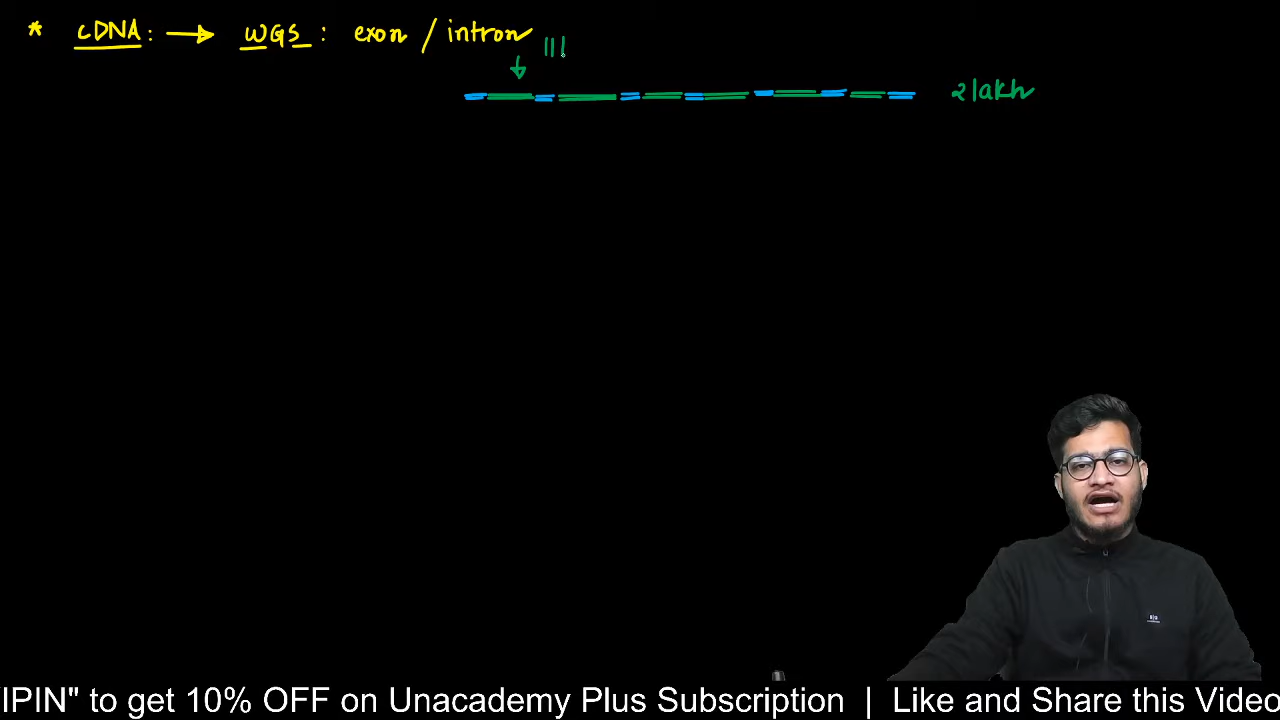 * cDNA: → WGS: exon / intron
↓ |||
2lakh
IPIN" to get 10% OFF on Unacademy Plus Subscription | Like and Share this Video